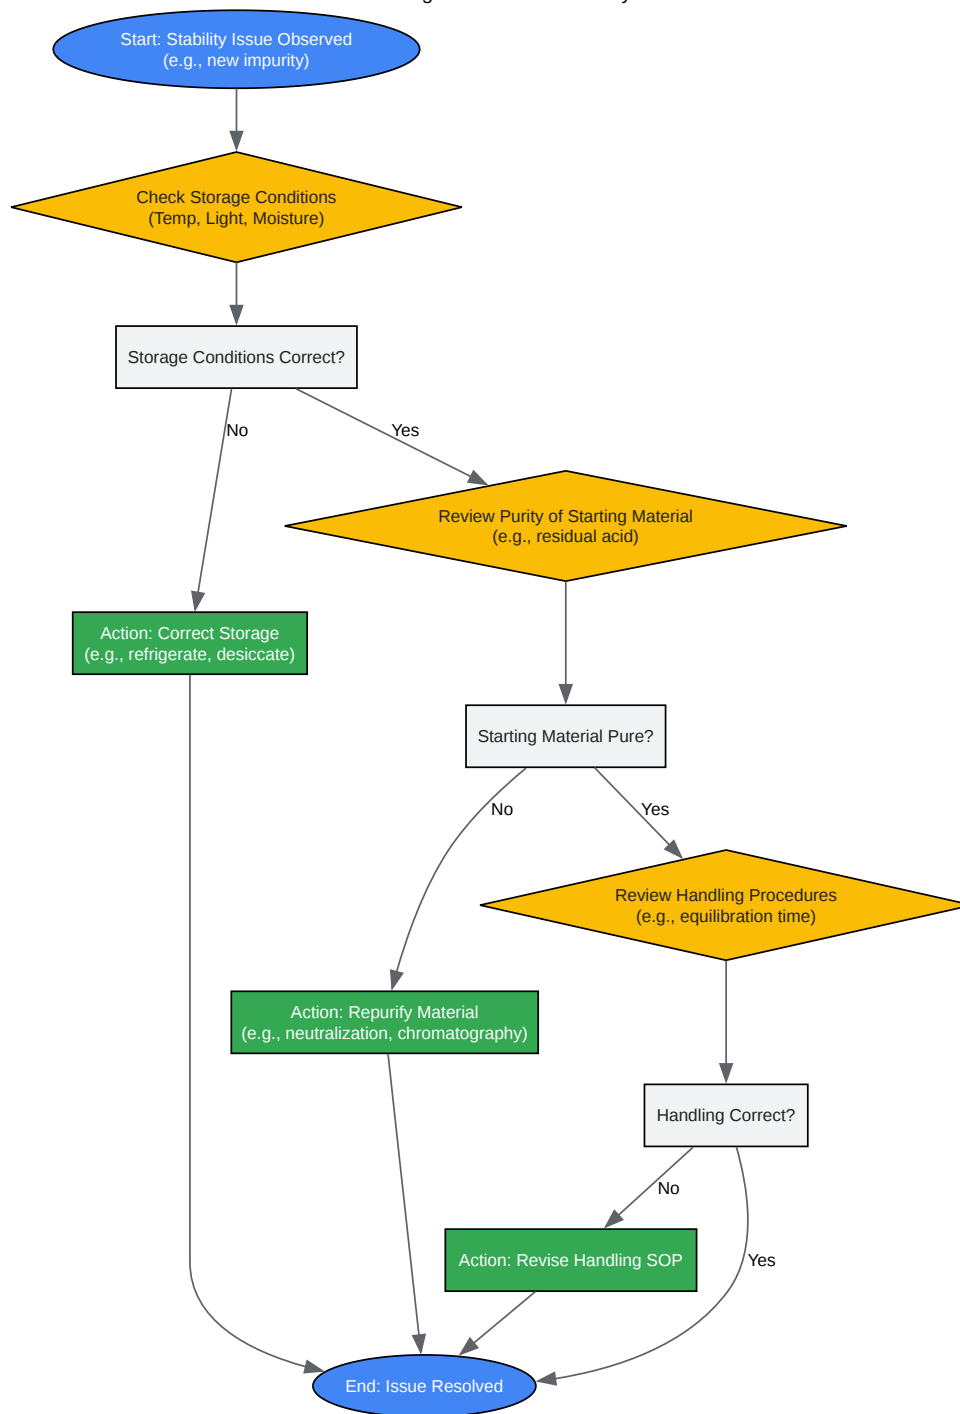 Start: Stability Issue Observed
(e.g., new impurity)
Check Storage Conditions
(Temp, Light, Moisture)
Storage Conditions Correct?
No
Yes
Review Purity of Starting Material
(e.g., residual acid)
Action: Correct Storage
(e.g., refrigerate, desiccate)
Starting Material Pure?
No
Yes
Review Handling Procedures
(e.g., equilibration time)
Action: Repurify Material
(e.g., neutralization, chromatography)
Handling Correct?
No
Action: Revise Handling SOP
Yes
End: Issue Resolved